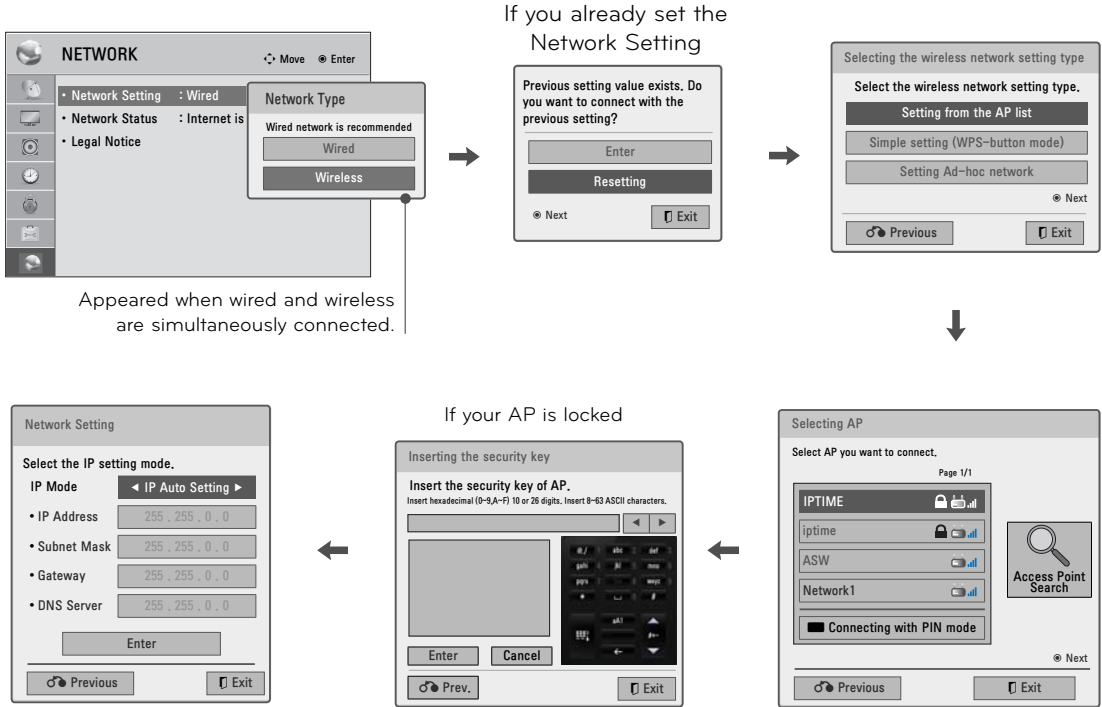 NETWORK
Move
Enter
• Network Setting : Wired
• Network Status : Internet is
• Legal Notice
Network Type
Wired network is recommended
Wired
Wireless
Appeared when wired and wireless
are simultaneously connected.
If you already set the
Network Setting
Previous setting value exists. Do
you want to connect with the
previous setting?
Enter
Resetting
Next
Exit
Selecting the wireless network setting type
Select the wireless network setting type.
Setting from the AP list
Simple setting (WPS-button mode)
Setting Ad-hoc network
Next
Previous
Exit
Selecting AP
Select AP you want to connect.
Page 1/1
IPTIME
iptime
ASW
Network1
Connecting with PIN mode
Access Point
Search
Next
Previous
Exit
If your AP is locked
Inserting the security key
Insert the security key of AP.
Insert hexadecimal (0~9,A~F) 10 or 26 digits, Insert 8~63 ASCII characters.
abc def
jkl
Enter
Cancel
Prev.
Exit
Network Setting
Select the IP setting mode.
IP Mode ◄ IP Auto Setting ►
• IP Address 255 . 255 . 0 . 0
• Subnet Mask 255 . 255 . 0 . 0
• Gateway 255 . 255 . 0 . 0
• DNS Server 255 . 255 . 0 . 0
Enter
Previous
Exit